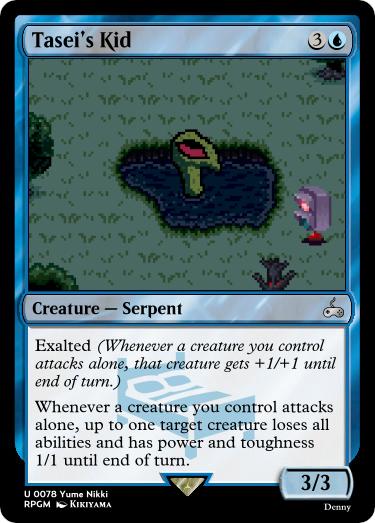 Tasei's Kid 3
Creature — Serpent
Exalted (Whenever a creature you control
attacks alone, that creature gets +1/+1 until
end of turn.)
Whenever a creature you control attacks
alone, up to one target creature loses all
abilities and has power and toughness
1/1 until end of turn.
3/3
U 0078 Yume Nikki
RPGM KIKIYAMA
Denny